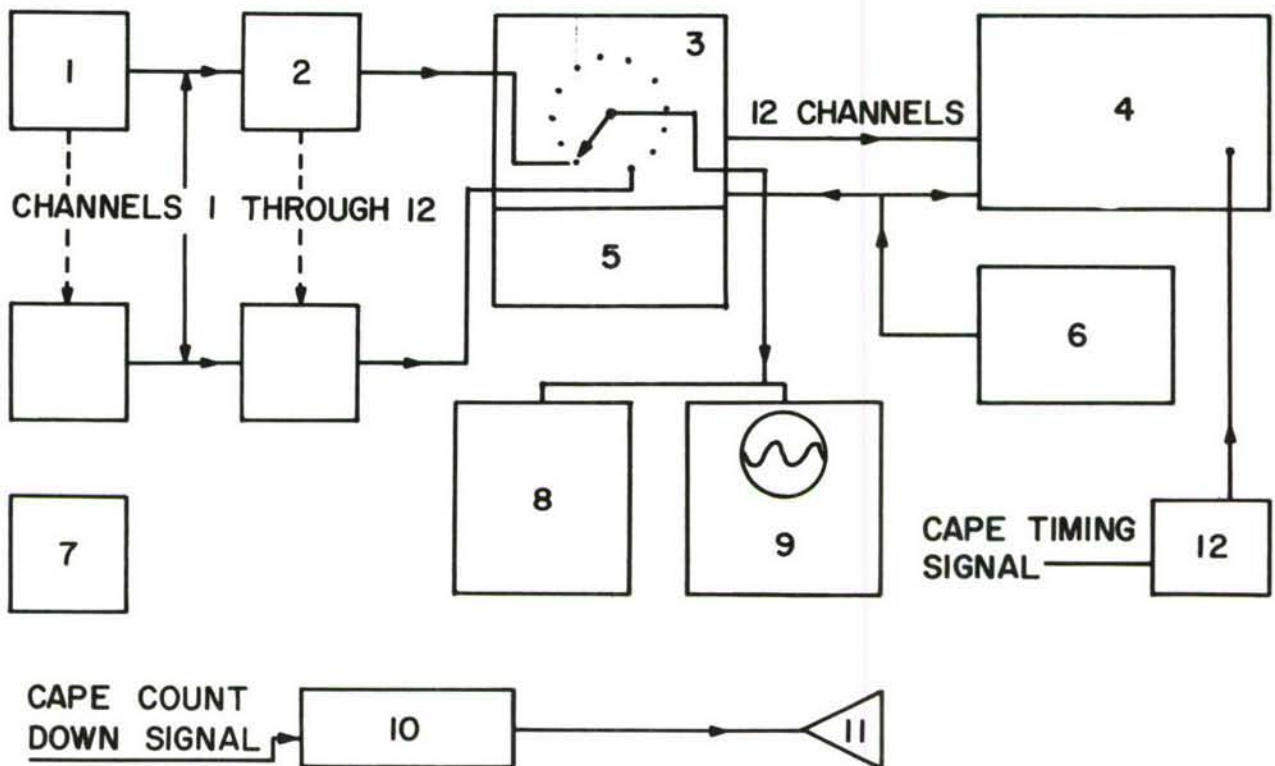 1
2
3
12 CHANNELS
4
CHANNELS 1 THROUGH 12
5
6
7
8
9
CAPE TIMING
SIGNAL
12
CAPE COUNT
DOWN SIGNAL
10
11